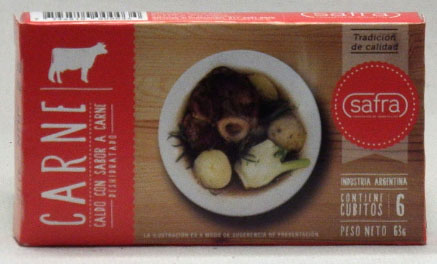 safra
Tradición
de calidad
CARNE
CALDO CON SABOR A CARNE
DESHIDRATADO
safra
INDUSTRIA ARGENTINA
CONTIENE
CUBITOS 6
PESO NETO 63g
LA ILUSTRACIÓN ES A MODO DE SUGERENCIA DE PRESENTACIÓN